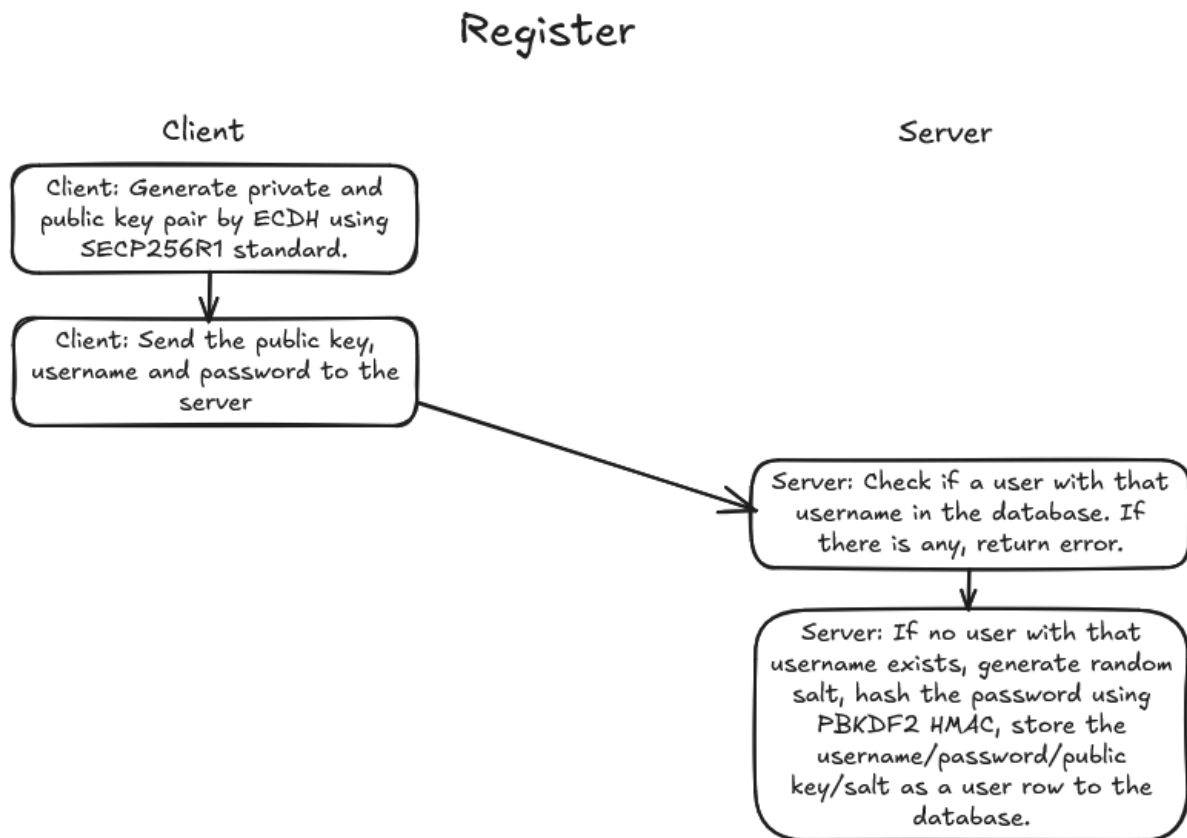 Register
Client
Server
Client: Generate private and
public key pair by ECDH using
SECP256R1 standard.
Client: Send the public key,
username and password to the
server
Server: Check if a user with that
username in the database. If
there is any, return error.
Server: If no user with that
username exists, generate random
salt, hash the password using
PBKDF2 HMAC, store the
username/password/public
key/salt as a user row to the
database.